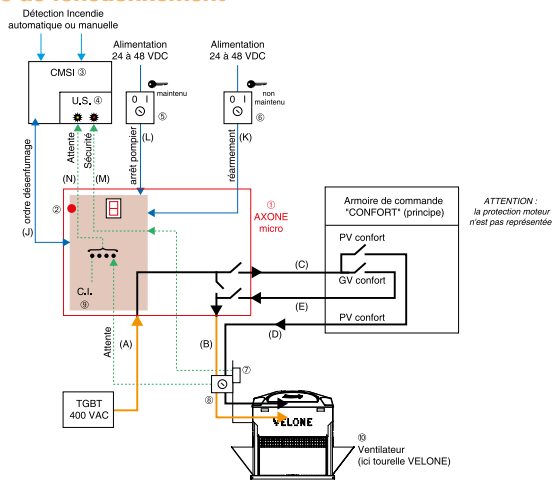 Détection Incendie
automatique ou manuelle
Alimentation
24 à 48 VDC
Alimentation
24 à 48 VDC
CMSI ③
U.S. ④
maintenu
0 I
⑤
non
maintenu
0 I
⑥
(J)
ordre désenfumage
Attente
(N)
Sécurité
(M)
arrêt pompier
(L)
réarmement
(K)
②
①
AXONE
micro
C.I.
⑨
Armoire de commande
"CONFORT" (principe)
PV confort
GV confort
PV confort
ATTENTION :
la protection moteur
n'est pas représentée
(C)
(E)
(D)
(A)
(B)
Attente
⑦
⑧
TGBT
400 VAC
VELONE
⑩
Ventilateur
(ici tourelle VELONE)